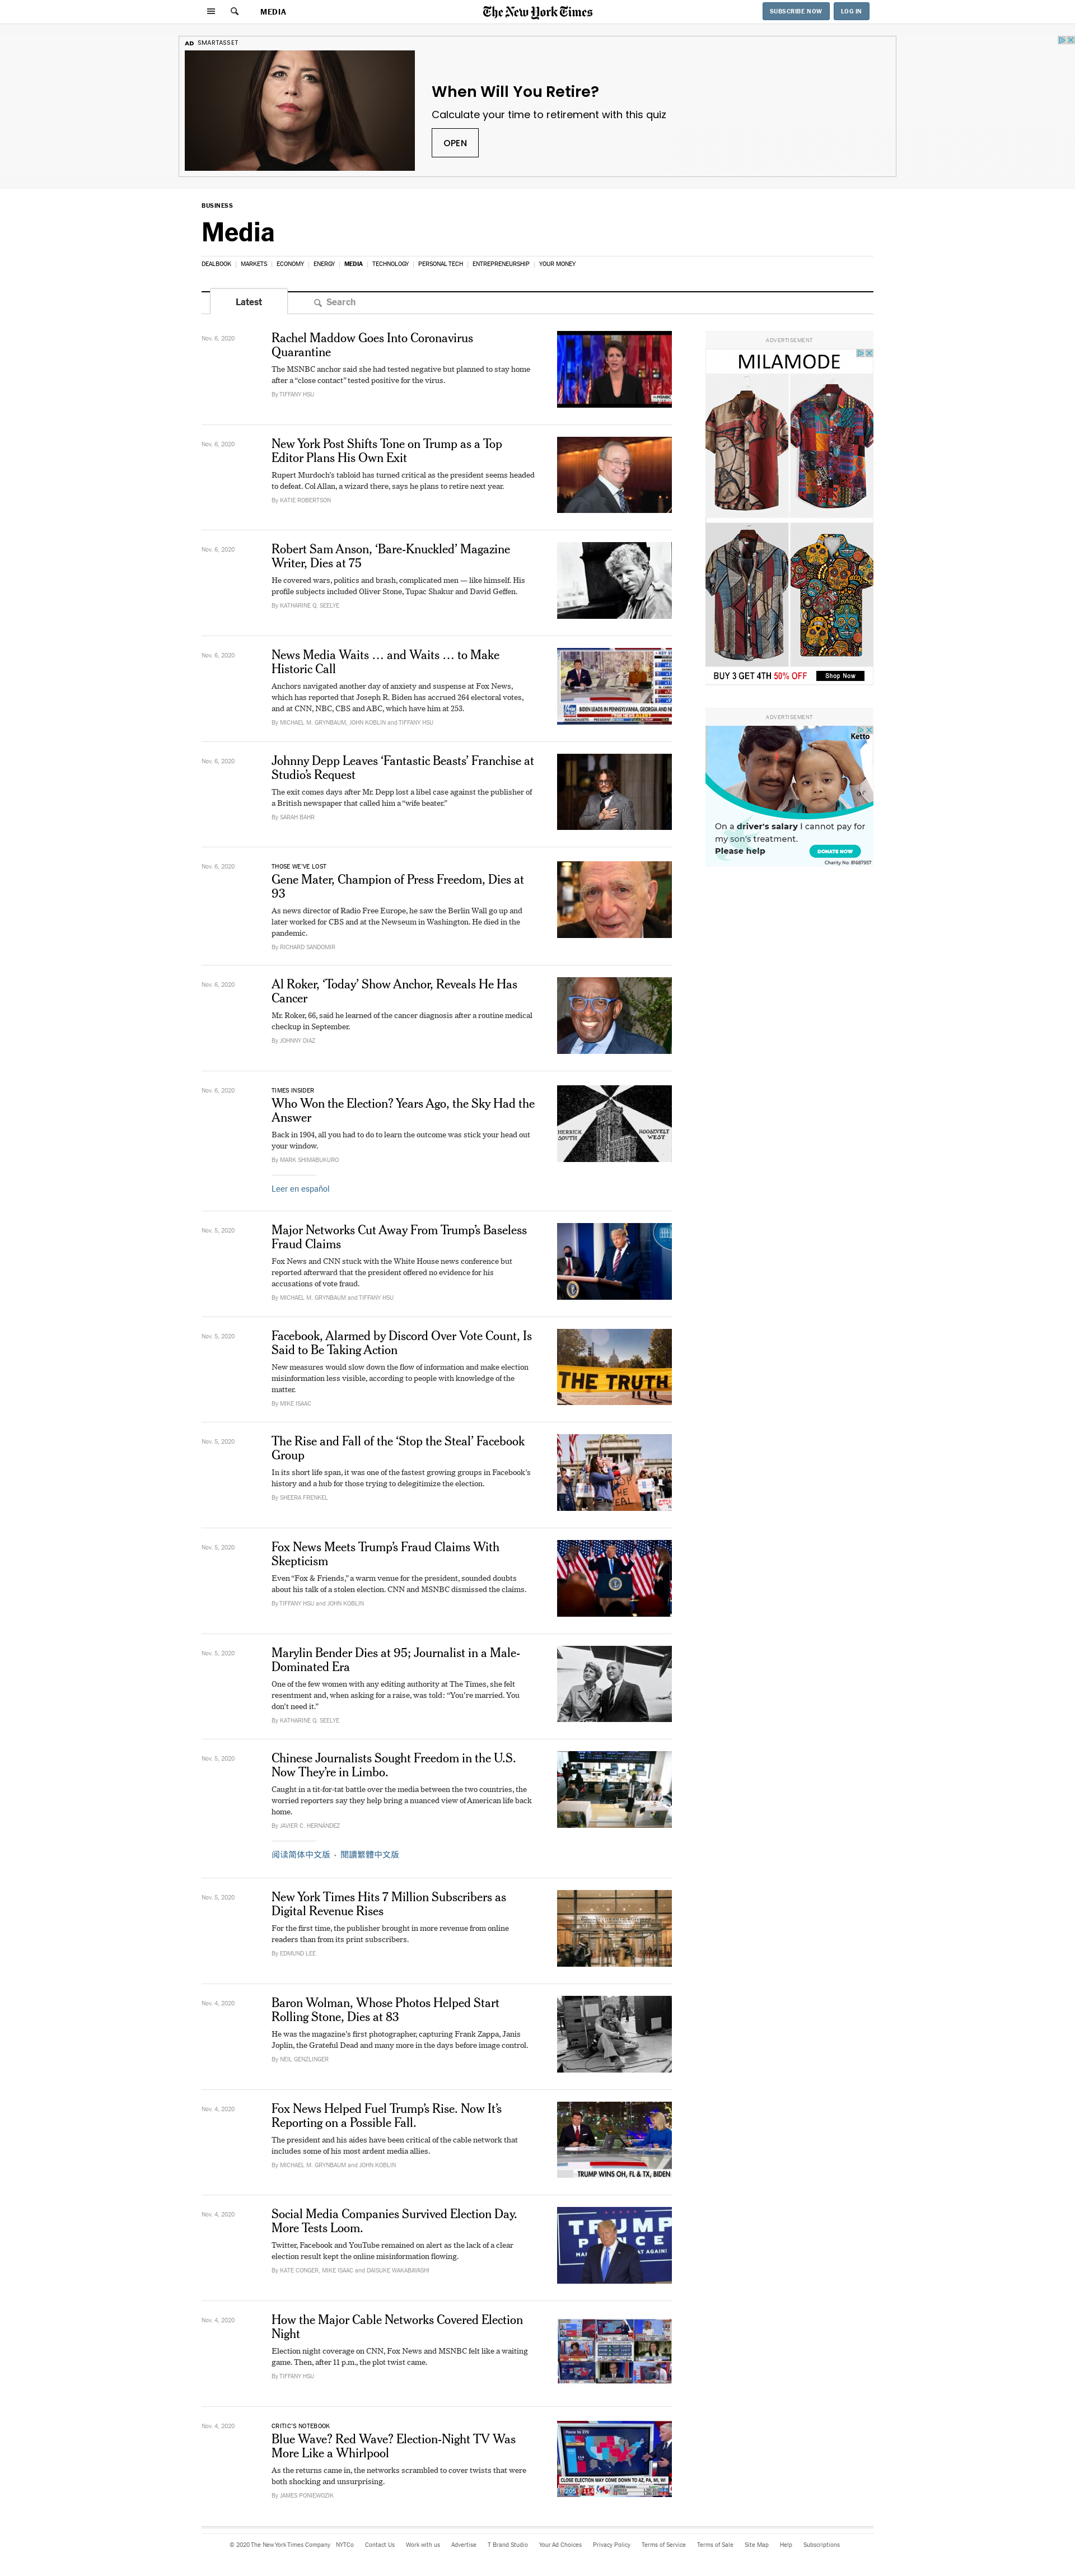 MEDIA
The New York Times
SUBSCRIBE NOW
LOG IN
AD SMARTASSET
When Will You Retire?
Calculate your time to retirement with this quiz
OPEN
BUSINESS
Media
DEALBOOK | MARKETS | ECONOMY | ENERGY | MEDIA | TECHNOLOGY | PERSONAL TECH | ENTREPRENEURSHIP | YOUR MONEY
Latest
Search
Nov. 6, 2020
Rachel Maddow Goes Into Coronavirus
Quarantine
The MSNBC anchor said she had tested negative but planned to stay home
after a “close contact” tested positive for the virus.
By TIFFANY HSU
Nov. 6, 2020
New York Post Shifts Tone on Trump as a Top
Editor Plans His Own Exit
Rupert Murdoch’s tabloid has turned critical as the president seems headed
to defeat. Col Allan, a wizard there, says he plans to retire next year.
By KATIE ROBERTSON
Nov. 6, 2020
Robert Sam Anson, ‘Bare-Knuckled’ Magazine
Writer, Dies at 75
He covered wars, politics and brash, complicated men — like himself. His
profile subjects included Oliver Stone, Tupac Shakur and David Geffen.
By KATHARINE Q. SEELYE
Nov. 6, 2020
News Media Waits … and Waits … to Make
Historic Call
Anchors navigated another day of anxiety and suspense at Fox News,
which has reported that Joseph R. Biden has accrued 264 electoral votes,
and at CNN, NBC, CBS and ABC, which have him at 253.
By MICHAEL M. GRYNBAUM, JOHN KOBLIN and TIFFANY HSU
BIDEN LEADS IN PENNSYLVANIA, GEORGIA AND N
Nov. 6, 2020
Johnny Depp Leaves ‘Fantastic Beasts’ Franchise at
Studio’s Request
The exit comes days after Mr. Depp lost a libel case against the publisher of
a British newspaper that called him a “wife beater.”
By SARAH BAHR
Nov. 6, 2020
THOSE WE’VE LOST
Gene Mater, Champion of Press Freedom, Dies at
93
As news director of Radio Free Europe, he saw the Berlin Wall go up and
later worked for CBS and at the Newseum in Washington. He died in the
pandemic.
By RICHARD SANDOMIR
Nov. 6, 2020
Al Roker, ‘Today’ Show Anchor, Reveals He Has
Cancer
Mr. Roker, 66, said he learned of the cancer diagnosis after a routine medical
checkup in September.
By JOHNNY DIAZ
Nov. 6, 2020
TIMES INSIDER
Who Won the Election? Years Ago, the Sky Had the
Answer
Back in 1904, all you had to do to learn the outcome was stick your head out
your window.
By MARK SHIMABUKURO
Leer en español
HERRICK
SOUTH
ROOSEVELT
WEST
Nov. 5, 2020
Major Networks Cut Away From Trump’s Baseless
Fraud Claims
Fox News and CNN stuck with the White House news conference but
reported afterward that the president offered no evidence for his
accusations of vote fraud.
By MICHAEL M. GRYNBAUM and TIFFANY HSU
Nov. 5, 2020
Facebook, Alarmed by Discord Over Vote Count, Is
Said to Be Taking Action
New measures would slow down the flow of information and make election
misinformation less visible, according to people with knowledge of the
matter.
By MIKE ISAAC
THE TRUTH
Nov. 5, 2020
The Rise and Fall of the ‘Stop the Steal’ Facebook
Group
In its short life span, it was one of the fastest growing groups in Facebook’s
history and a hub for those trying to delegitimize the election.
By SHEERA FRENKEL
Nov. 5, 2020
Fox News Meets Trump’s Fraud Claims With
Skepticism
Even “Fox & Friends,” a warm venue for the president, sounded doubts
about his talk of a stolen election. CNN and MSNBC dismissed the claims.
By TIFFANY HSU and JOHN KOBLIN
Nov. 5, 2020
Marylin Bender Dies at 95; Journalist in a Male-
Dominated Era
One of the few women with any editing authority at The Times, she felt
resentment and, when asking for a raise, was told: “You’re married. You
don’t need it.”
By KATHARINE Q. SEELYE
Nov. 5, 2020
Chinese Journalists Sought Freedom in the U.S.
Now They’re in Limbo.
Caught in a tit-for-tat battle over the media between the two countries, the
worried reporters say they help bring a nuanced view of American life back
home.
By JAVIER C. HERNÁNDEZ
阅读简体中文版 · 閱讀繁體中文版
Nov. 5, 2020
New York Times Hits 7 Million Subscribers as
Digital Revenue Rises
For the first time, the publisher brought in more revenue from online
readers than from its print subscribers.
By EDMUND LEE
Nov. 4, 2020
Baron Wolman, Whose Photos Helped Start
Rolling Stone, Dies at 83
He was the magazine’s first photographer, capturing Frank Zappa, Janis
Joplin, the Grateful Dead and many more in the days before image control.
By NEIL GENZLINGER
Nov. 4, 2020
Fox News Helped Fuel Trump’s Rise. Now It’s
Reporting on a Possible Fall.
The president and his aides have been critical of the cable network that
includes some of his most ardent media allies.
By MICHAEL M. GRYNBAUM and JOHN KOBLIN
TRUMP WINS OH, FL & TX, BIDEN
Nov. 4, 2020
Social Media Companies Survived Election Day.
More Tests Loom.
Twitter, Facebook and YouTube remained on alert as the lack of a clear
election result kept the online misinformation flowing.
By KATE CONGER, MIKE ISAAC and DAISUKE WAKABAYASHI
Nov. 4, 2020
How the Major Cable Networks Covered Election
Night
Election night coverage on CNN, Fox News and MSNBC felt like a waiting
game. Then, after 11 p.m., the plot twist came.
By TIFFANY HSU
Nov. 4, 2020
CRITIC’S NOTEBOOK
Blue Wave? Red Wave? Election-Night TV Was
More Like a Whirlpool
As the returns came in, the networks scrambled to cover twists that were
both shocking and unsurprising.
By JAMES PONIEWOZIK
CLOSE ELECTION MAY COME DOWN TO AZ, PA, MI, WI
ADVERTISEMENT
MILAMODE
BUY 3 GET 4TH 50% OFF
Shop Now
ADVERTISEMENT
Ketto
On a driver's salary I cannot pay for
my son's treatment.
Please help
DONATE NOW
Charity No: 81687957
© 2020 The New York Times Company NYTCo Contact Us Work with us Advertise T Brand Studio Your Ad Choices Privacy Policy Terms of Service Terms of Sale Site Map Help Subscriptions